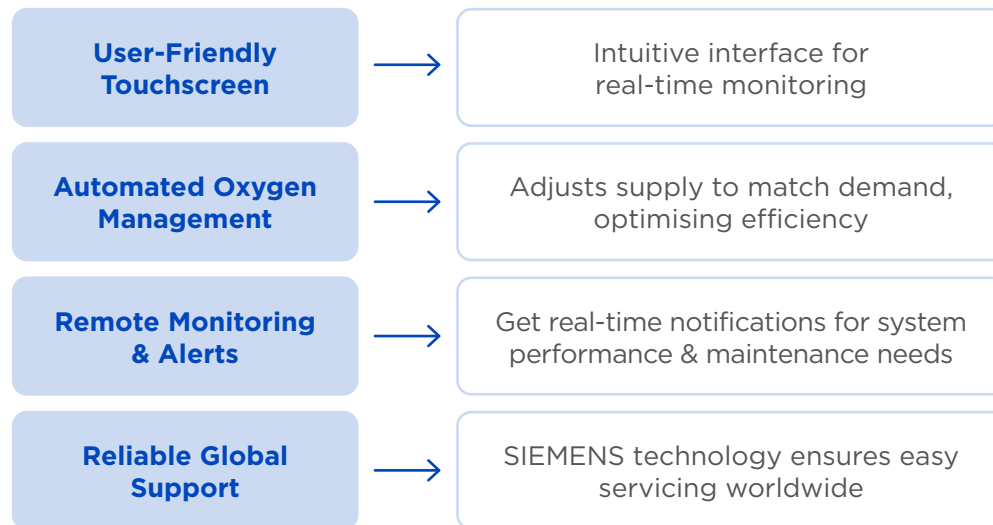 User-Friendly
Touchscreen
Intuitive interface for
real-time monitoring
Automated Oxygen
Management
Adjusts supply to match demand,
optimising efficiency
Remote Monitoring
& Alerts
Get real-time notifications for system
performance & maintenance needs
Reliable Global
Support
SIEMENS technology ensures easy
servicing worldwide